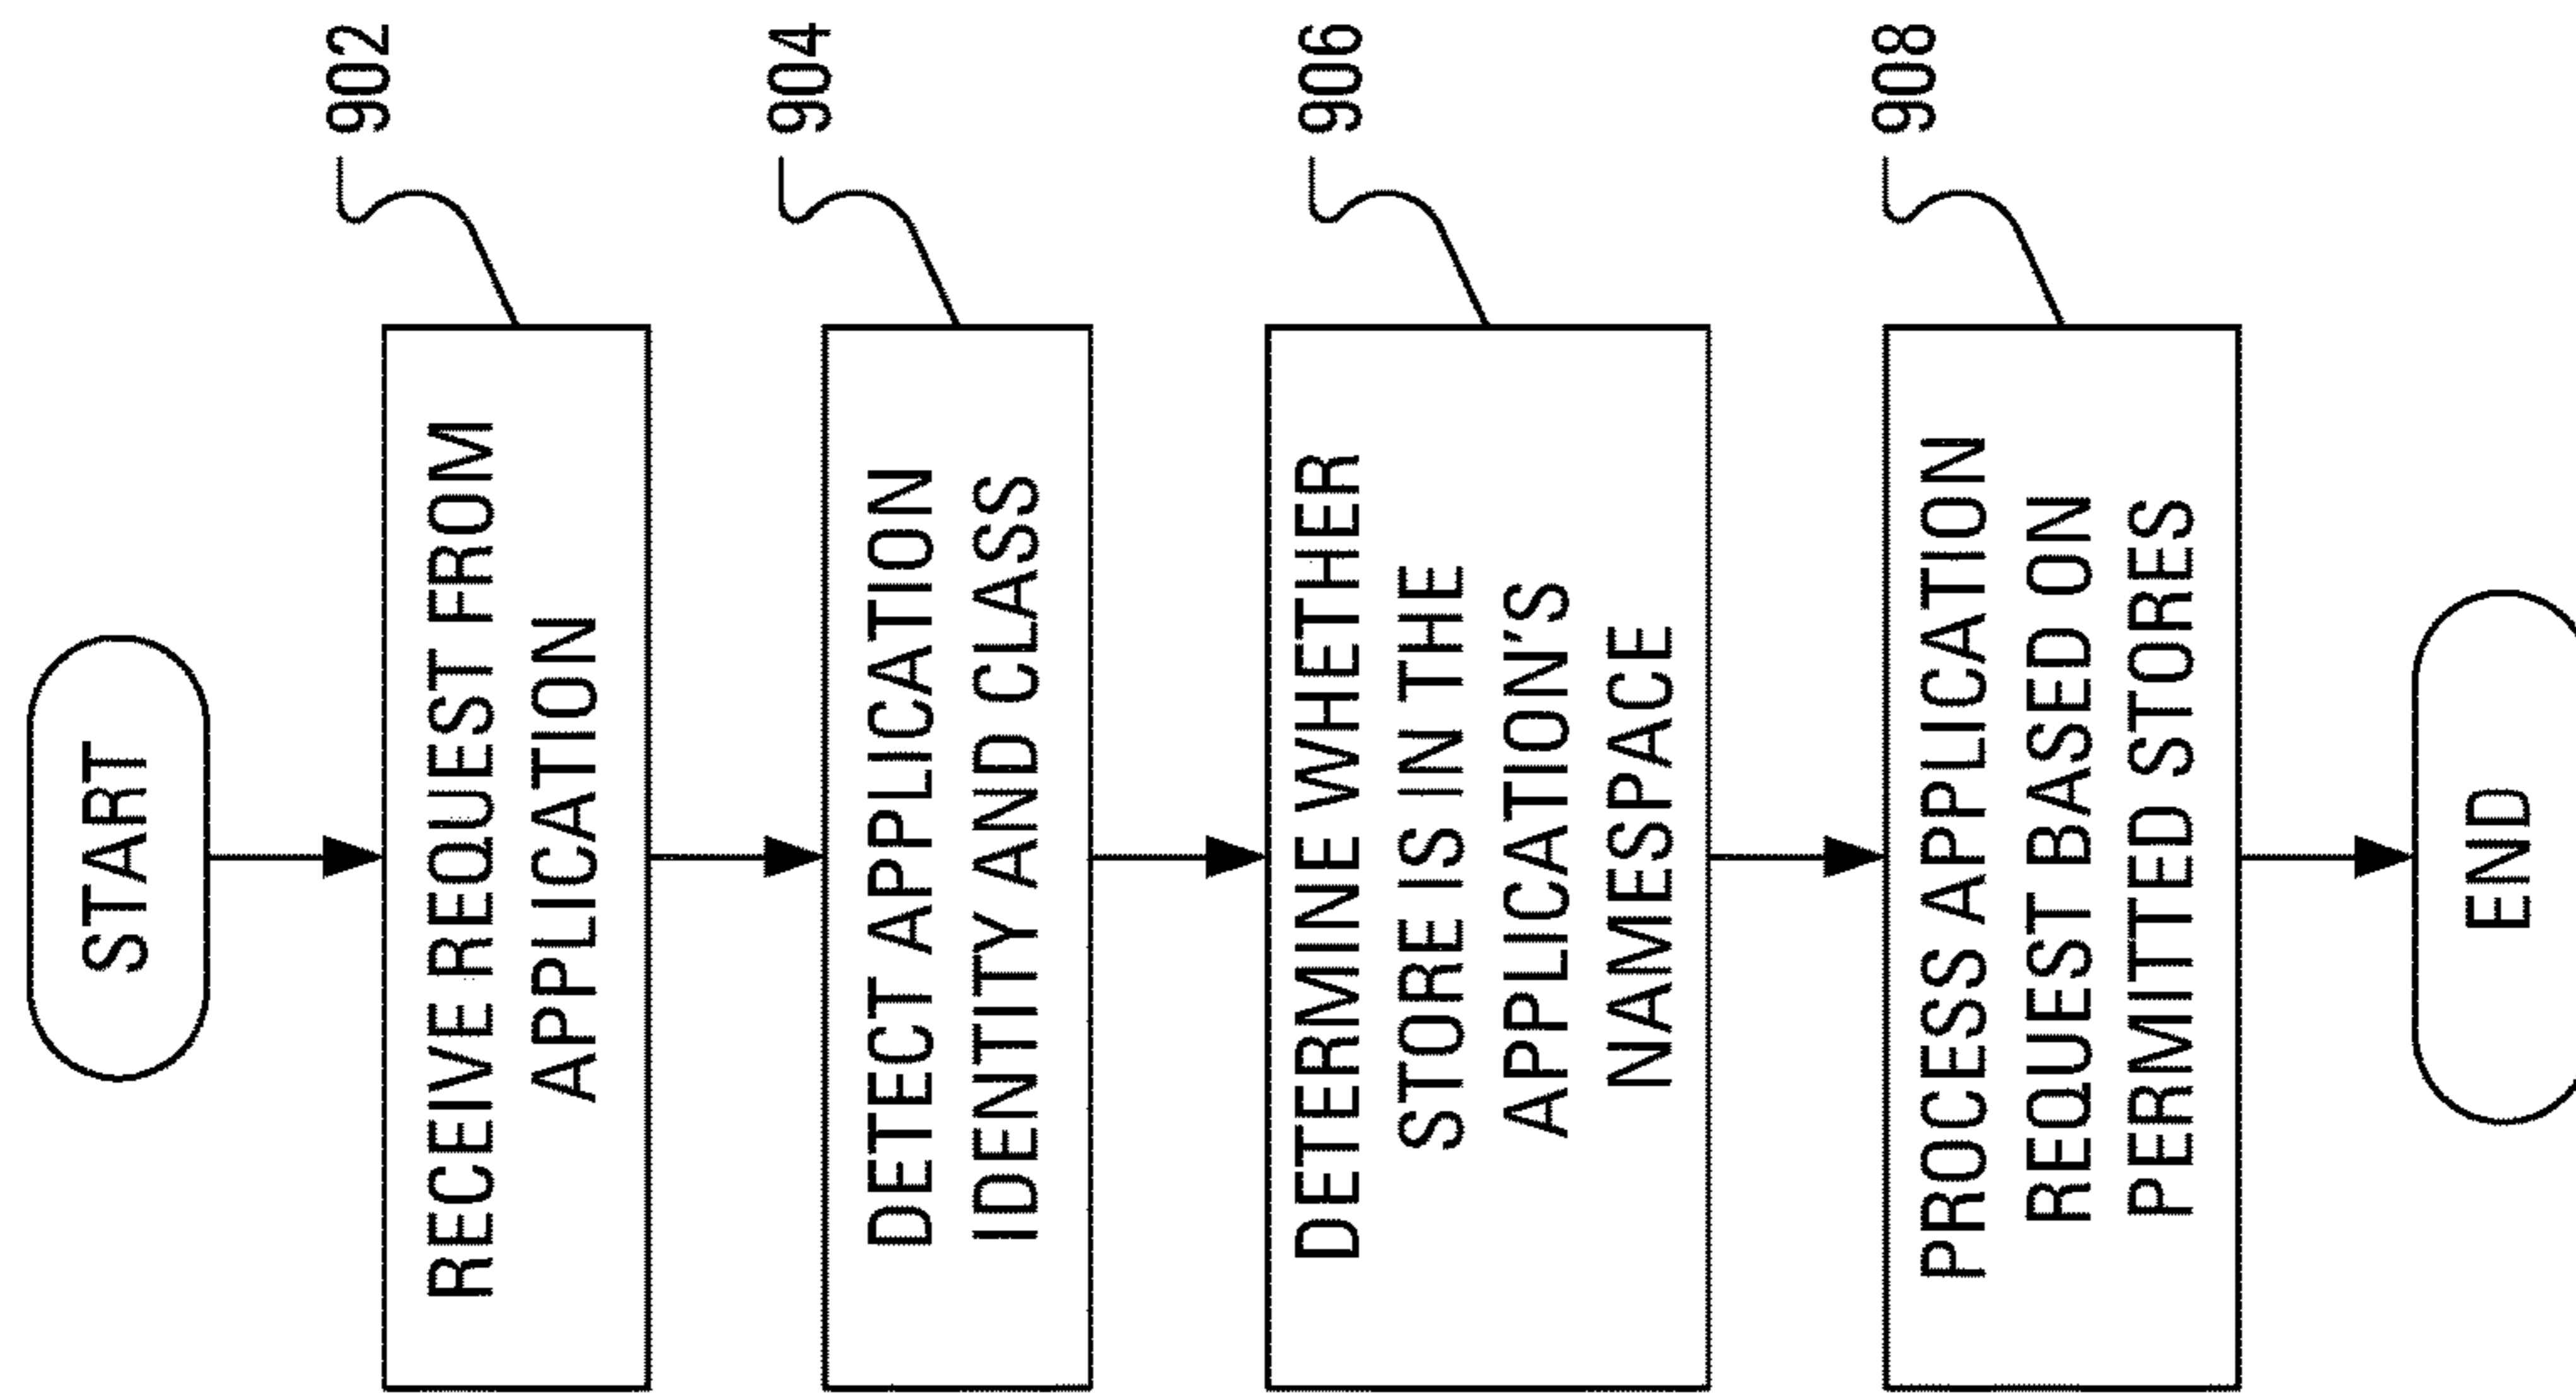 START
RECEIVE REQUEST FROM
APPLICATION
902
DETECT APPLICATION
IDENTITY AND CLASS
904
DETERMINE WHETHER
STORE IS IN THE
APPLICATION'S
NAMESPACE
906
PROCESS APPLICATION
REQUEST BASED ON
PERMITTED STORES
908
END